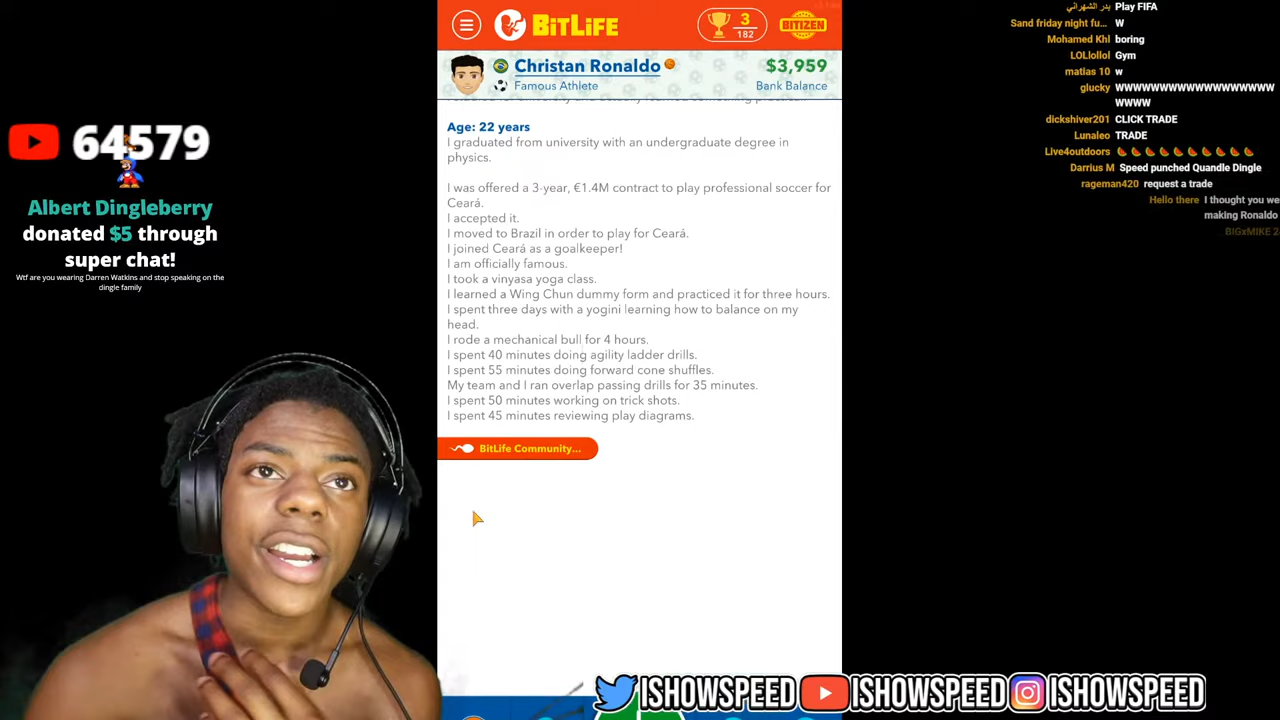 64579
Albert Dingleberry
donated $5 through
super chat!
Wtf are you wearing Darren Watkins and stop speaking on the
dingle family
BITLIFE
3
182
BITIZEN
Christan Ronaldo
Famous Athlete
$3,959
Bank Balance
Age: 22 years
I graduated from university with an undergraduate degree in
physics.
I was offered a 3-year, €1.4M contract to play professional soccer for
Ceará.
I accepted it.
I moved to Brazil in order to play for Ceará.
I joined Ceará as a goalkeeper!
I am officially famous.
I took a vinyasa yoga class.
I learned a Wing Chun dummy form and practiced it for three hours.
I spent three days with a yogini learning how to balance on my
head.
I rode a mechanical bull for 4 hours.
I spent 40 minutes doing agility ladder drills.
I spent 55 minutes doing forward cone shuffles.
My team and I ran overlap passing drills for 35 minutes.
I spent 50 minutes working on trick shots.
I spent 45 minutes reviewing play diagrams.
BitLife Community...
بدر الشهراني Play FIFA
Sand friday night fu... W
Mohamed Khl boring
LOLlollol Gym
matias 10 w
glucky WWWWWWWWWWWWWWWWWW
WWWW
dickshiver201 CLICK TRADE
Lunaleo TRADE
Live4outdoors 🍉🍉🍉🍉🍉🍉🍉🍉🍉🍉
Darrius M Speed punched Quandle Dingle
rageman420 request a trade
Hello there I thought you we
making Ronaldo
BIGxMIKE 2
ISHOWSPEED ISHOWSPEED ISHOWSPEED